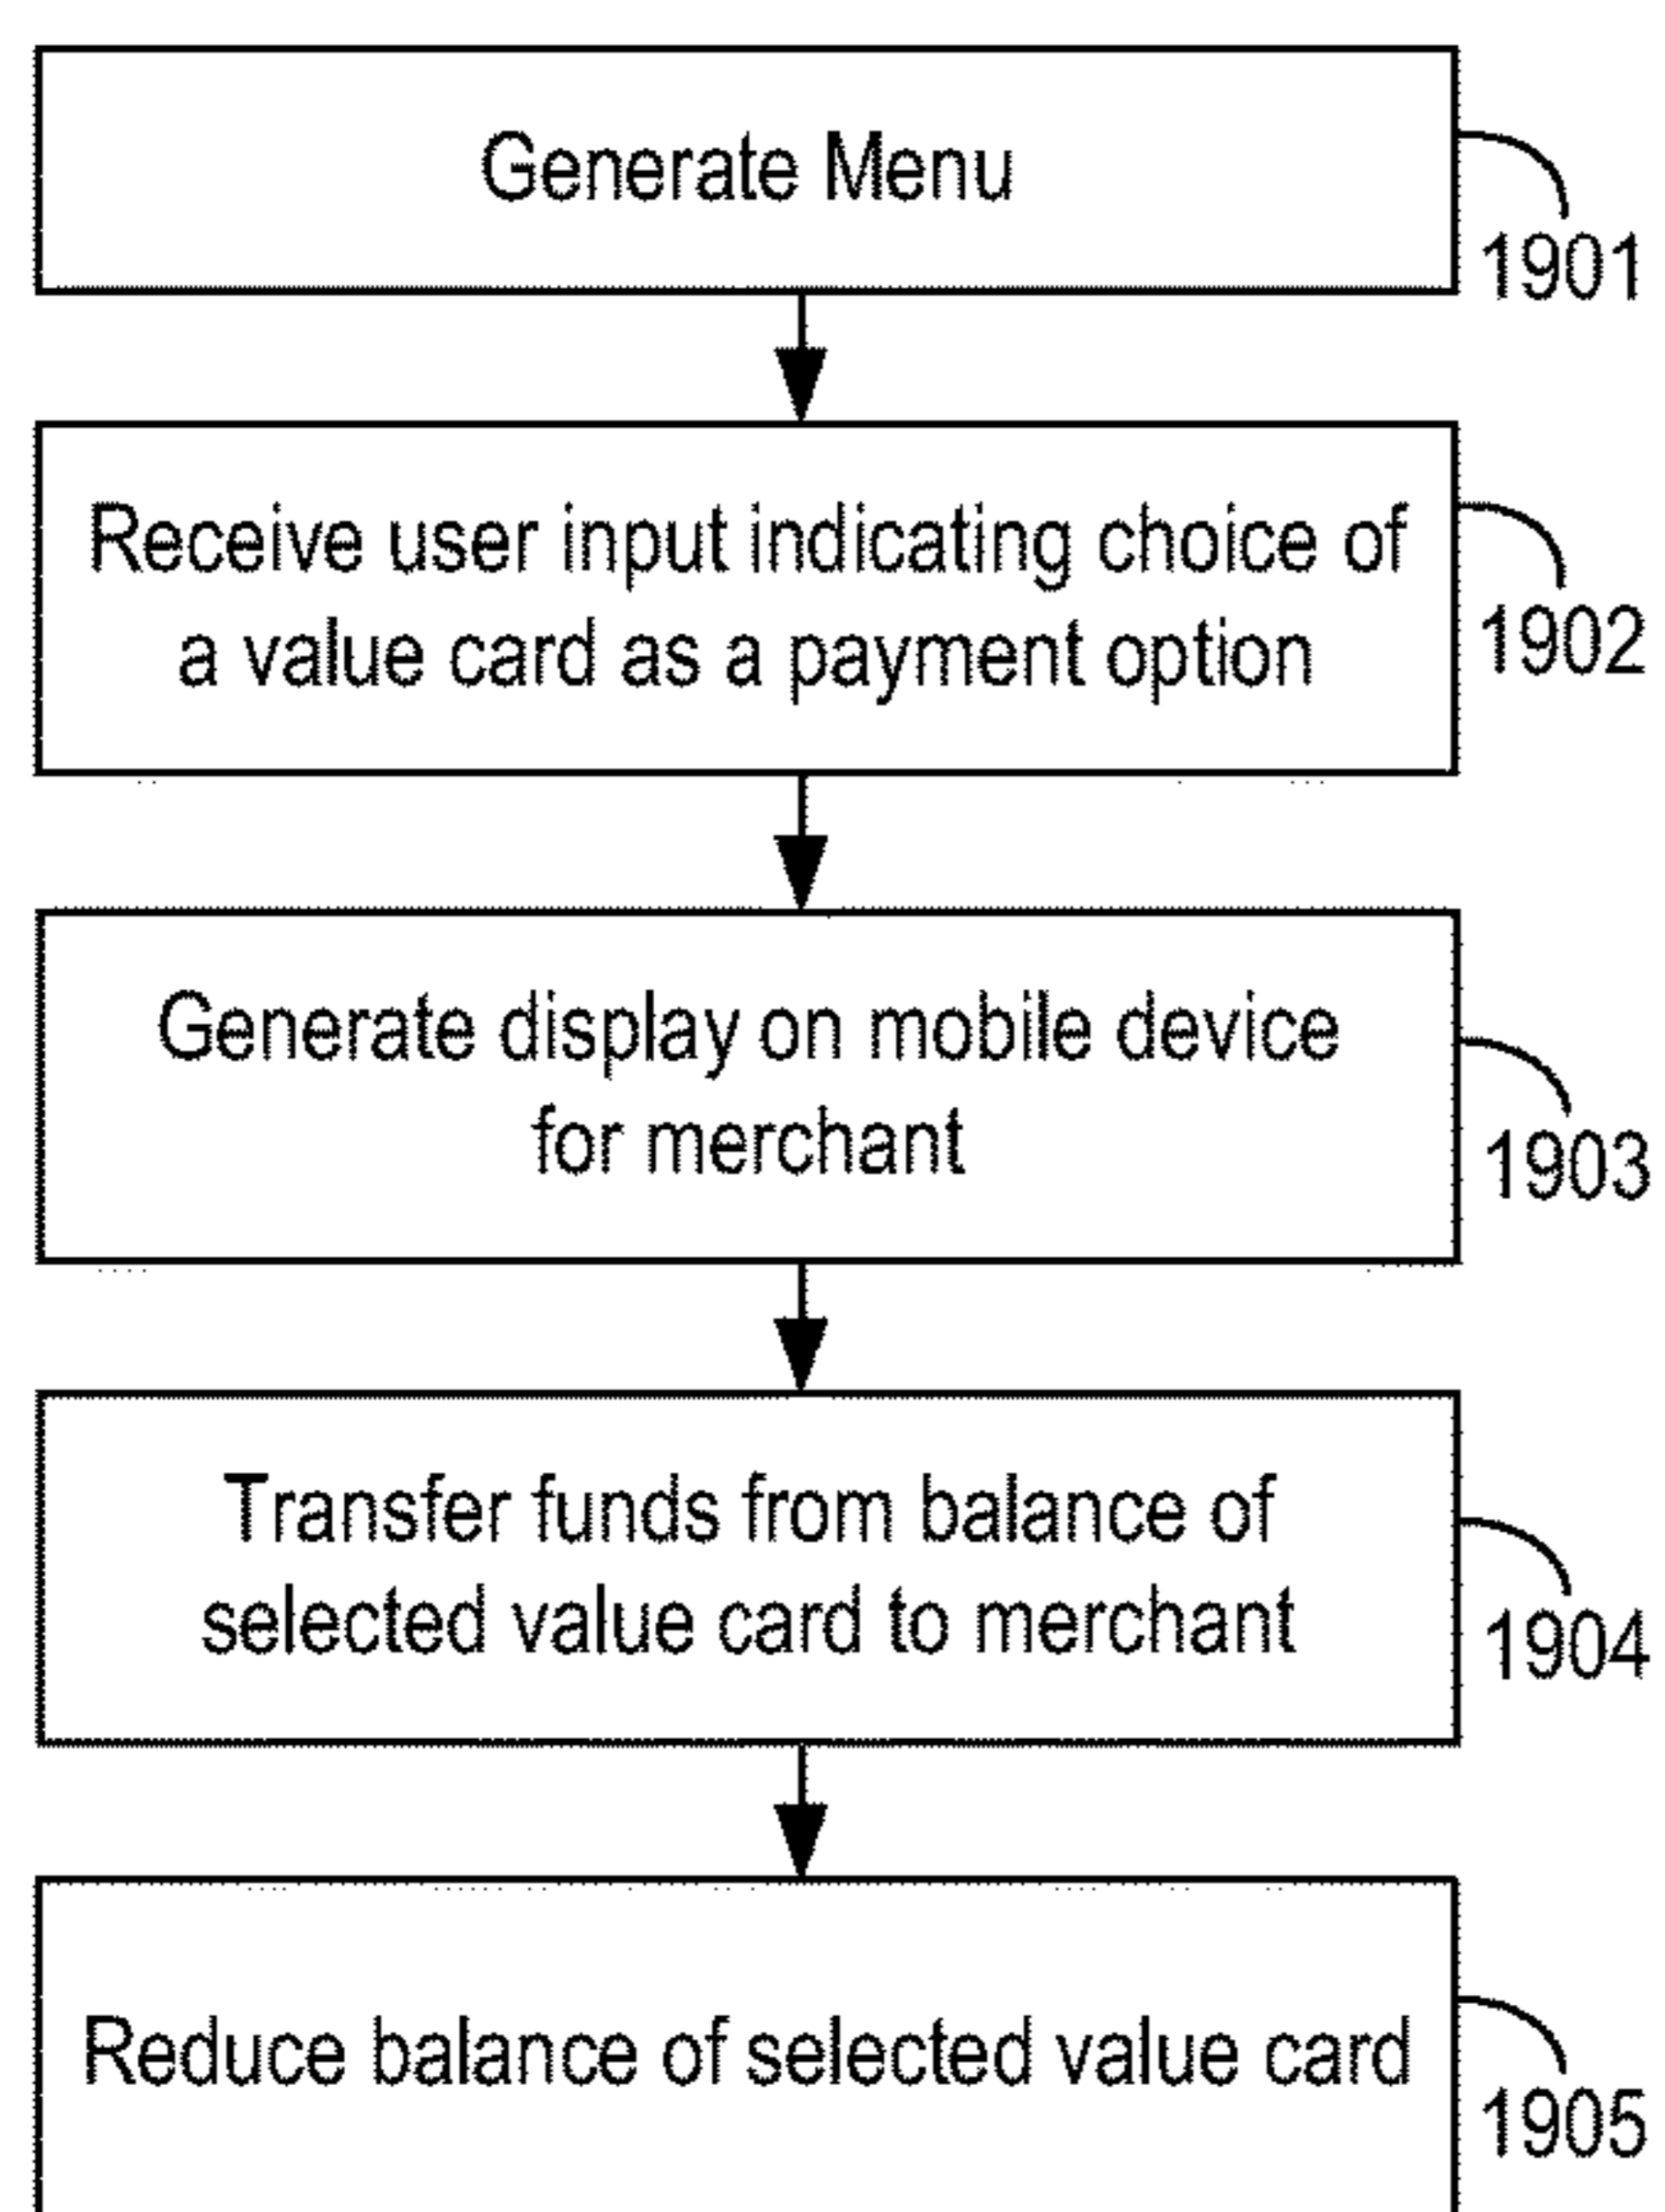 Generate Menu
1901
Receive user input indicating choice of
a value card as a payment option
1902
Generate display on mobile device
for merchant
1903
Transfer funds from balance of
selected value card to merchant
1904
Reduce balance of selected value card
1905